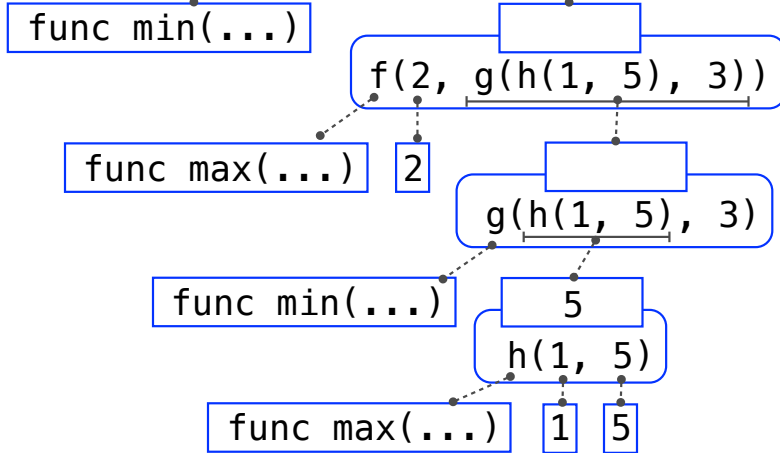 func min(...)
f(2, g(h(1, 5), 3))
func max(...)
2
g(h(1, 5), 3)
func min(...)
5
h(1, 5)
func max(...)
1
5